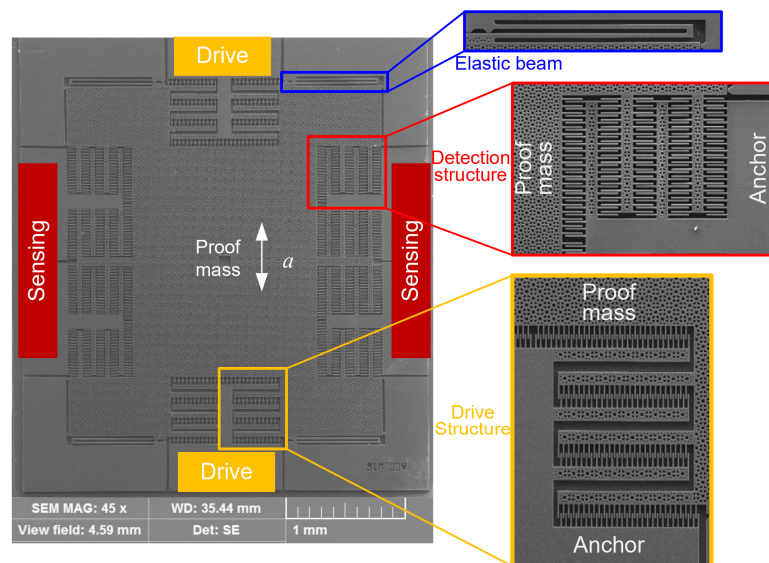 Drive
Elastic beam
Detection
structure
Proof
mass
Anchor
Sensing
Proof
mass
a
Sensing
Proof
mass
Drive
Structure
Anchor
Drive
SEM MAG: 45 x
WD: 35.44 mm
View field: 4.59 mm
Det: SE
1 mm